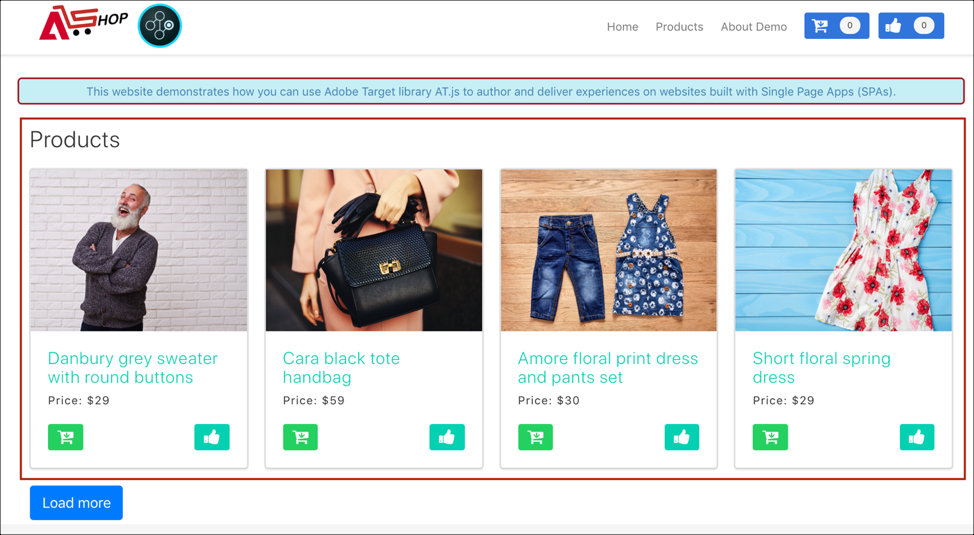 A SHOP
Home Products About Demo 0 0
This website demonstrates how you can use Adobe Target library AT.js to author and deliver experiences on websites built with Single Page Apps (SPAs).
Products
Danbury grey sweater
with round buttons
Price: $29
Cara black tote
handbag
Price: $59
Amore floral print dress
and pants set
Price: $30
Short floral spring
dress
Price: $29
Load more